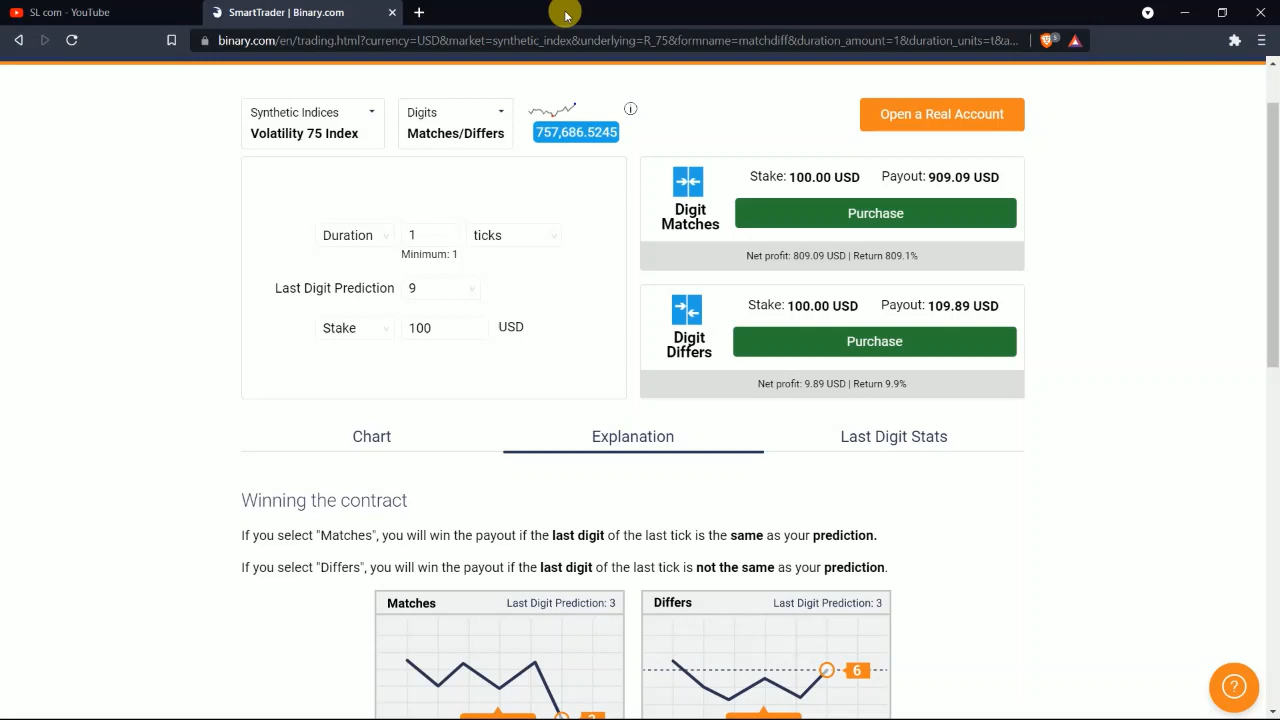 SL com - YouTube
SmartTrader | Binary.com
binary.com/en/trading.html?currency=USD&market=synthetic_index&underlying=R_75&formname=matchdiff&duration_amount=1&duration_units=t&a...
5
Synthetic Indices
Volatility 75 Index
Digits
Matches/Differs
757,686.5245
Open a Real Account
Duration 1 ticks
Minimum: 1
Last Digit Prediction 9
Stake 100 USD
Digit
Matches
Stake: 100.00 USD Payout: 909.09 USD
Purchase
Net profit: 809.09 USD | Return 809.1%
Digit
Differs
Stake: 100.00 USD Payout: 109.89 USD
Purchase
Net profit: 9.89 USD | Return 9.9%
Chart Explanation Last Digit Stats
Winning the contract
If you select "Matches", you will win the payout if the last digit of the last tick is the same as your prediction.
If you select "Differs", you will win the payout if the last digit of the last tick is not the same as your prediction.
Matches Last Digit Prediction: 3
Differs Last Digit Prediction: 3
6